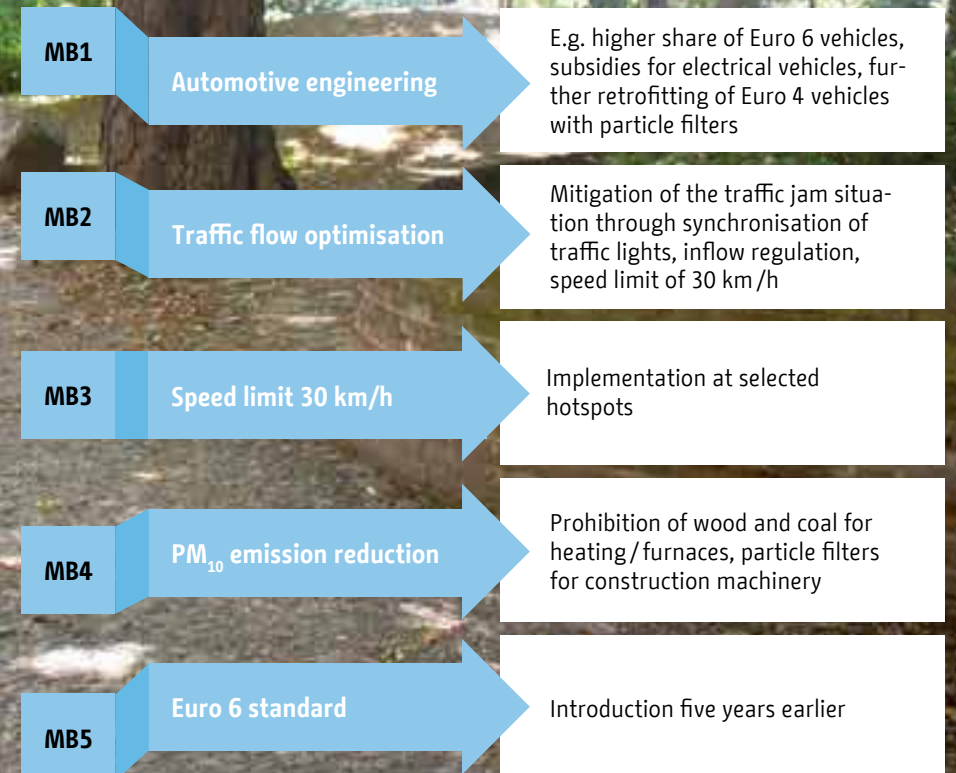 MB1
Automotive engineering
E.g. higher share of Euro 6 vehicles,
subsidies for electrical vehicles, fur-
ther retrofitting of Euro 4 vehicles
with particle filters
MB2
Traffic flow optimisation
Mitigation of the traffic jam situa-
tion through synchronisation of
traffic lights, inflow regulation,
speed limit of 30 km/h
MB3
Speed limit 30 km/h
Implementation at selected
hotspots
MB4
PM₁₀ emission reduction
Prohibition of wood and coal for
heating/furnaces, particle filters
for construction machinery
MB5
Euro 6 standard
Introduction five years earlier